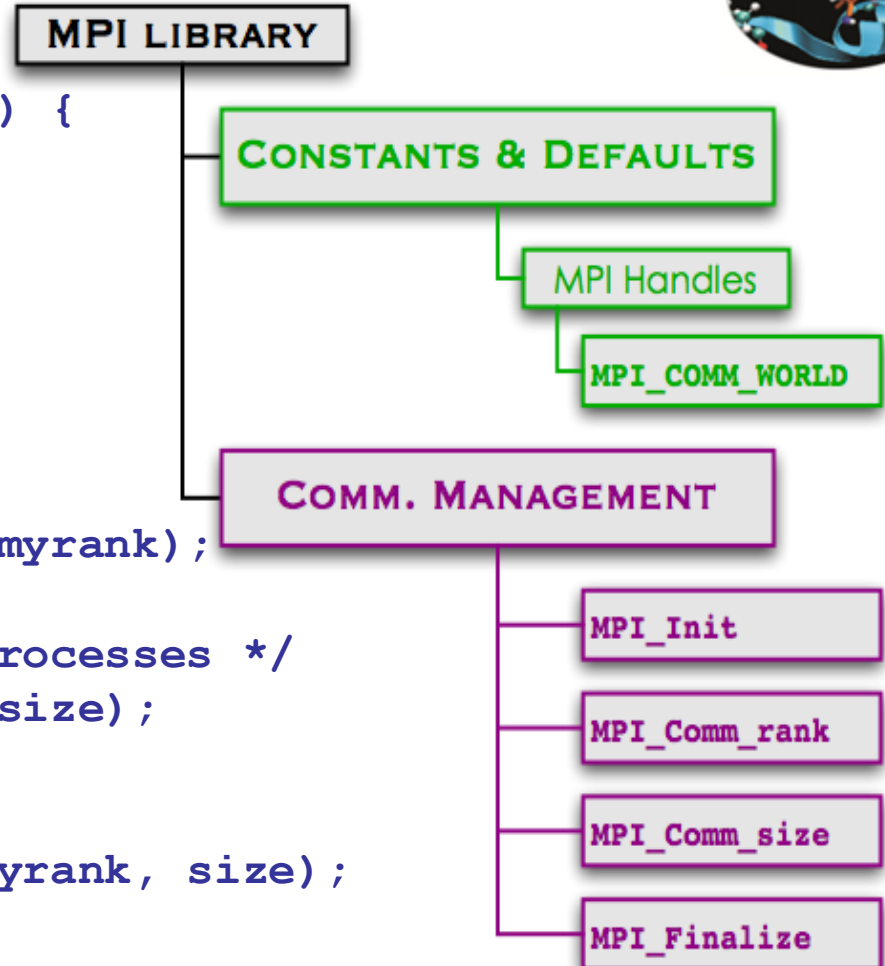 MPI LIBRARY
) {
CONSTANTS & DEFAULTS
MPI Handles
MPI_COMM_WORLD
COMM. MANAGEMENT
myrank);
MPI_Init
rocesses */
size);
MPI_Comm_rank
MPI_Comm_size
yrank, size);
MPI_Finalize